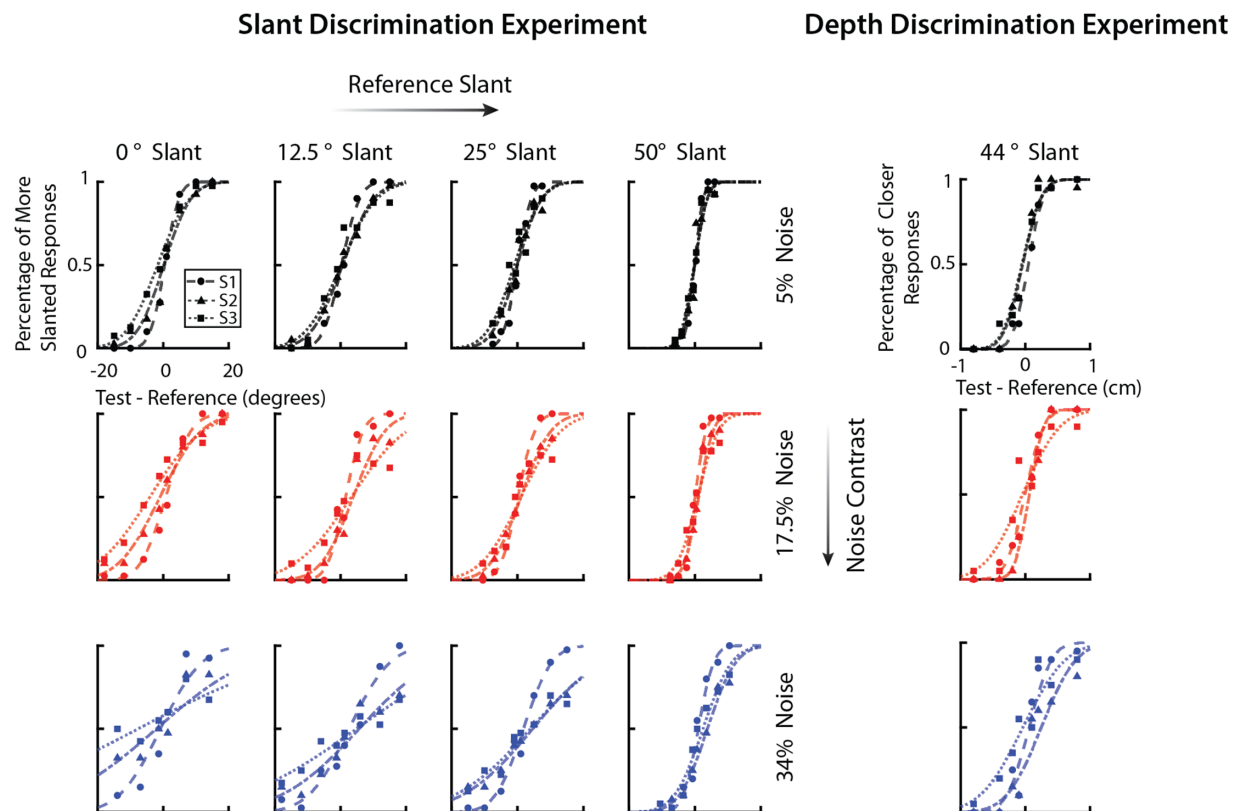 Slant Discrimination Experiment
Depth Discrimination Experiment
Reference Slant
0 ° Slant
12.5 ° Slant
25° Slant
50° Slant
44 ° Slant
Percentage of More
Slanted Responses
1
0.5
0
S1
S2
S3
-20
0
20
Test - Reference (degrees)
5% Noise
17.5% Noise
34% Noise
Noise Contrast
Percentage of Closer
Responses
1
0.5
0
-1
0
1
Test - Reference (cm)